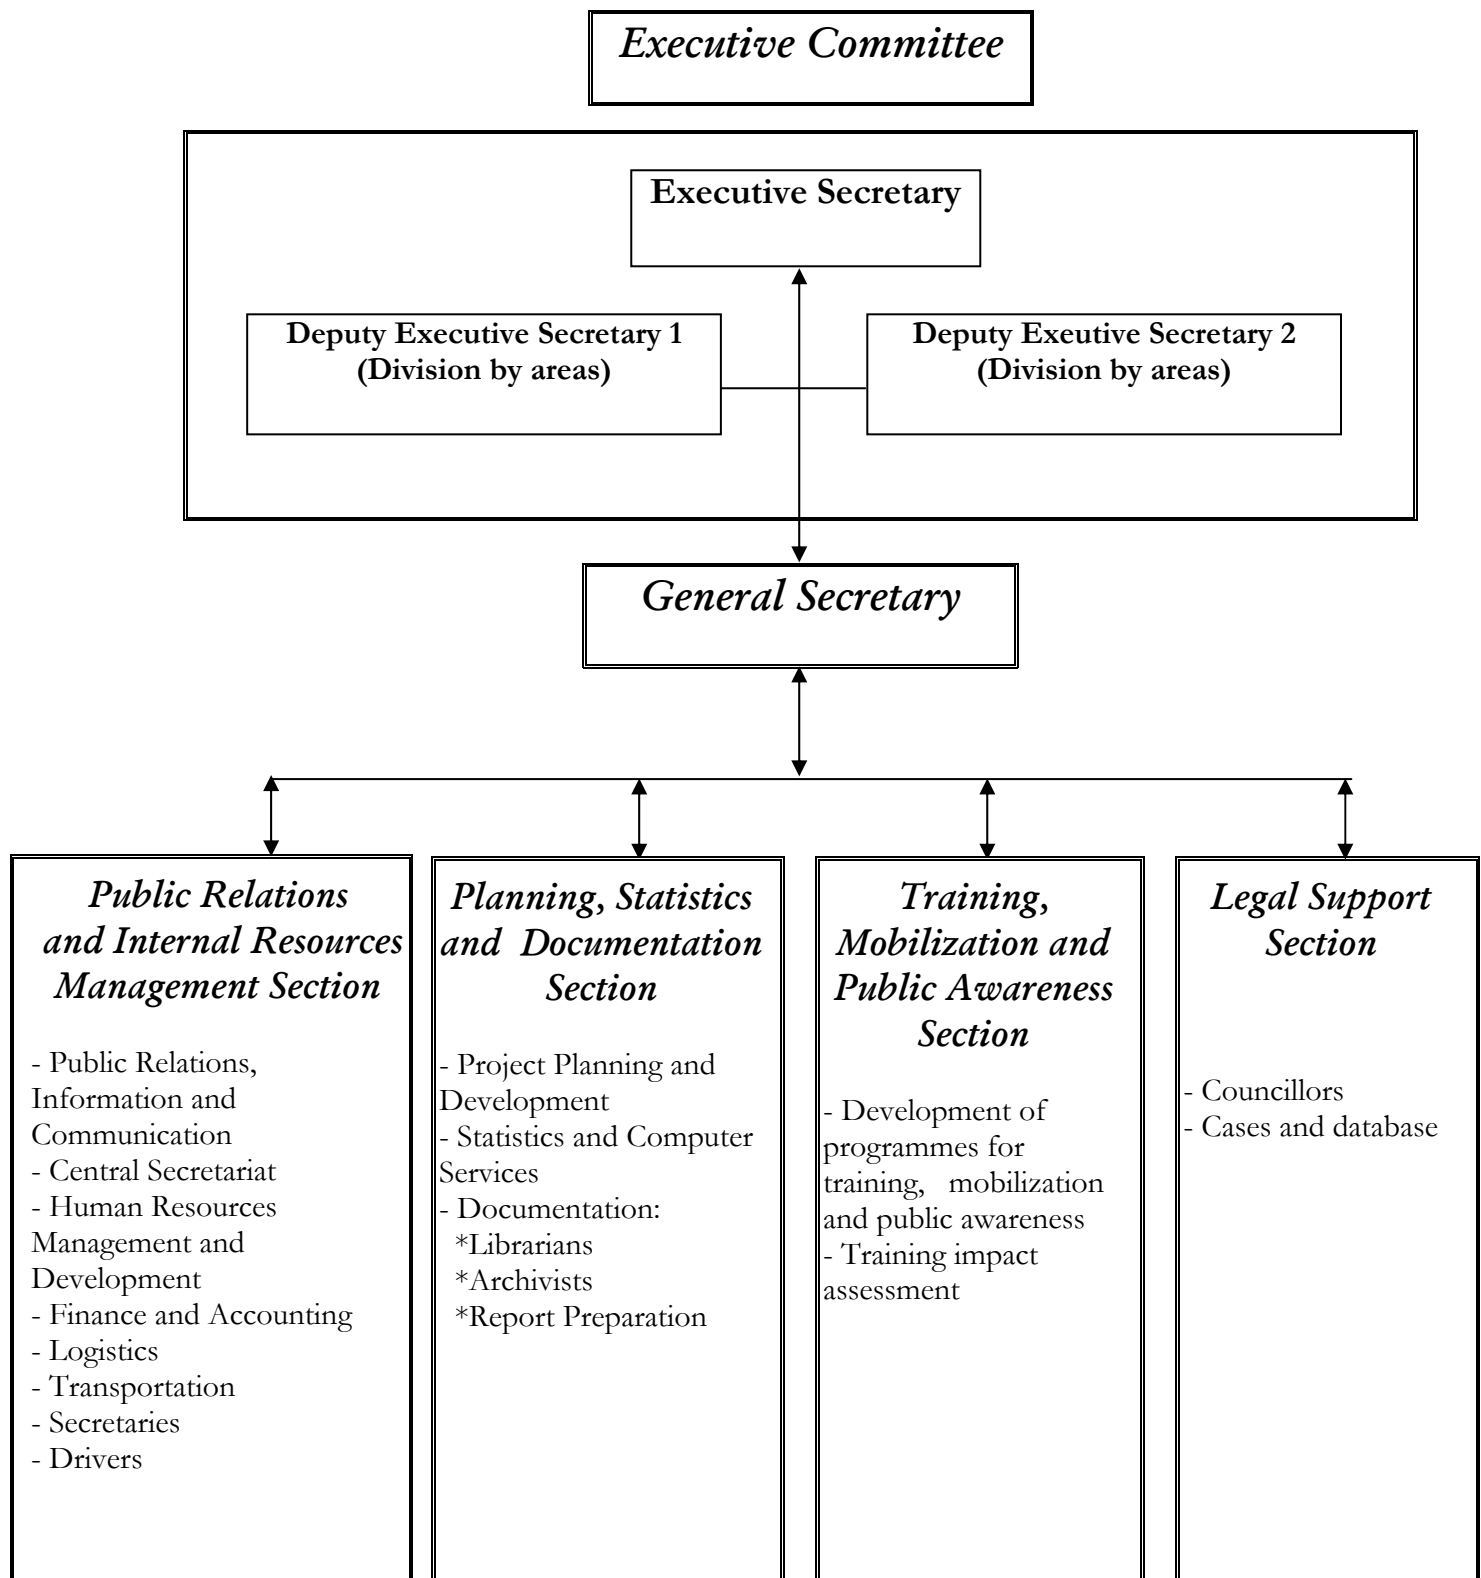 Executive Committee
Executive Secretary
Deputy Executive Secretary 1
(Division by areas)
Deputy Exeutive Secretary 2
(Division by areas)
General Secretary
Public Relations
and Internal Resources
Management Section
- Public Relations,
Information and
Communication
- Central Secretariat
- Human Resources
Management and
Development
- Finance and Accounting
- Logistics
- Transportation
- Secretaries
- Drivers
Planning, Statistics
and Documentation
Section
- Project Planning and
Development
- Statistics and Computer
Services
- Documentation:
*Librarians
*Archivists
*Report Preparation
Training,
Mobilization and
Public Awareness
Section
- Development of
programmes for
training, mobilization
and public awareness
- Training impact
assessment
Legal Support
Section
- Councillors
- Cases and database